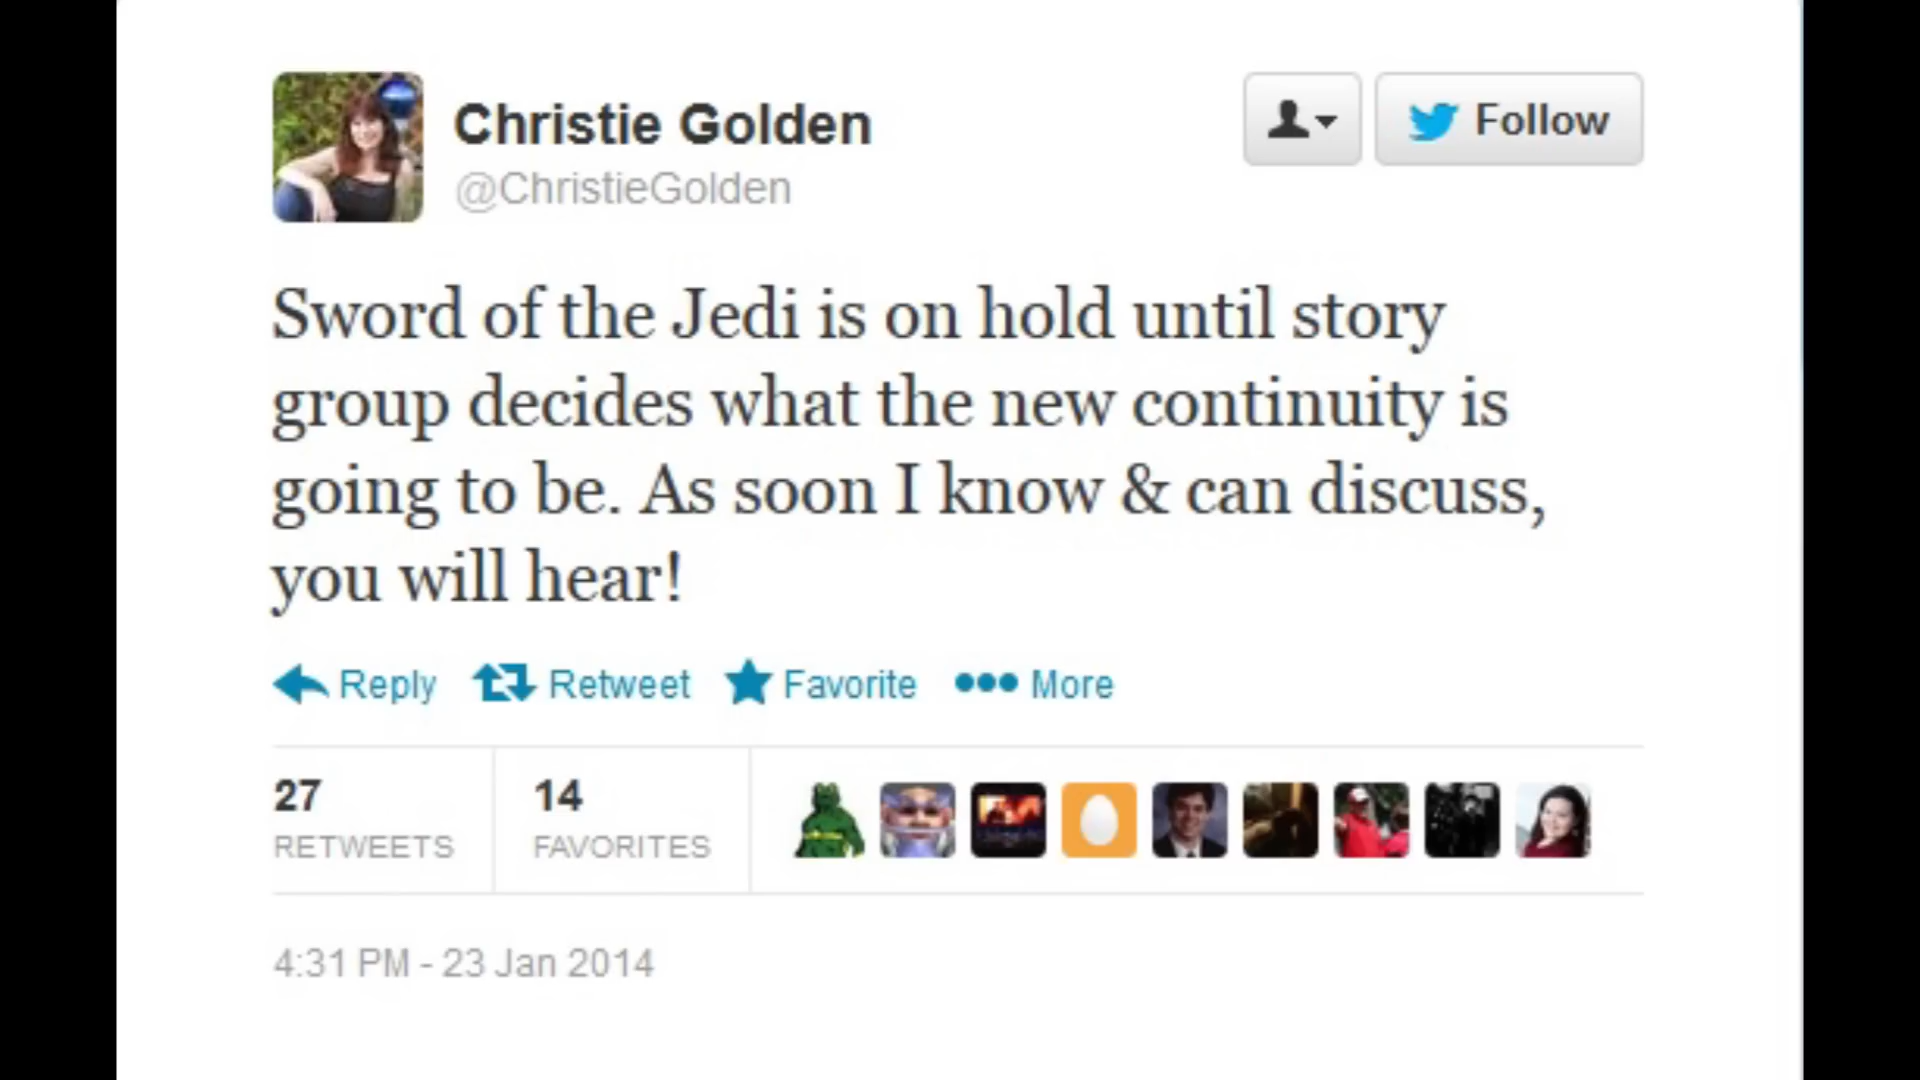 Christie Golden
@ChristieGolden
Follow
Sword of the Jedi is on hold until story
group decides what the new continuity is
going to be. As soon I know & can discuss,
you will hear!
Reply Retweet Favorite More
27 RETWEETS
14 FAVORITES
4:31 PM - 23 Jan 2014